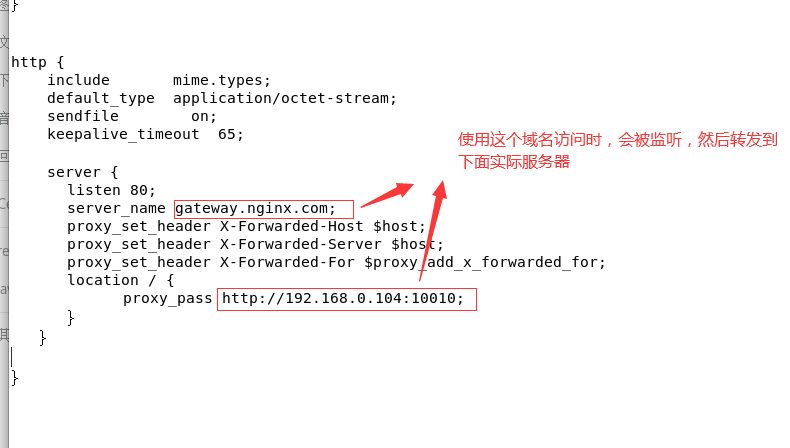 }
http {
include mime.types;
default_type application/octet-stream;
sendfile on;
keepalive_timeout 65;
使用这个域名访问时，会被监听，然后转发到
下面实际服务器
server {
listen 80;
server_name gateway.nginx.com;
proxy_set_header X-Forwarded-Host $host;
proxy_set_header X-Forwarded-Server $host;
proxy_set_header X-Forwarded-For $proxy_add_x_forwarded_for;
location / {
proxy_pass http://192.168.0.104:10010;
}
}
}